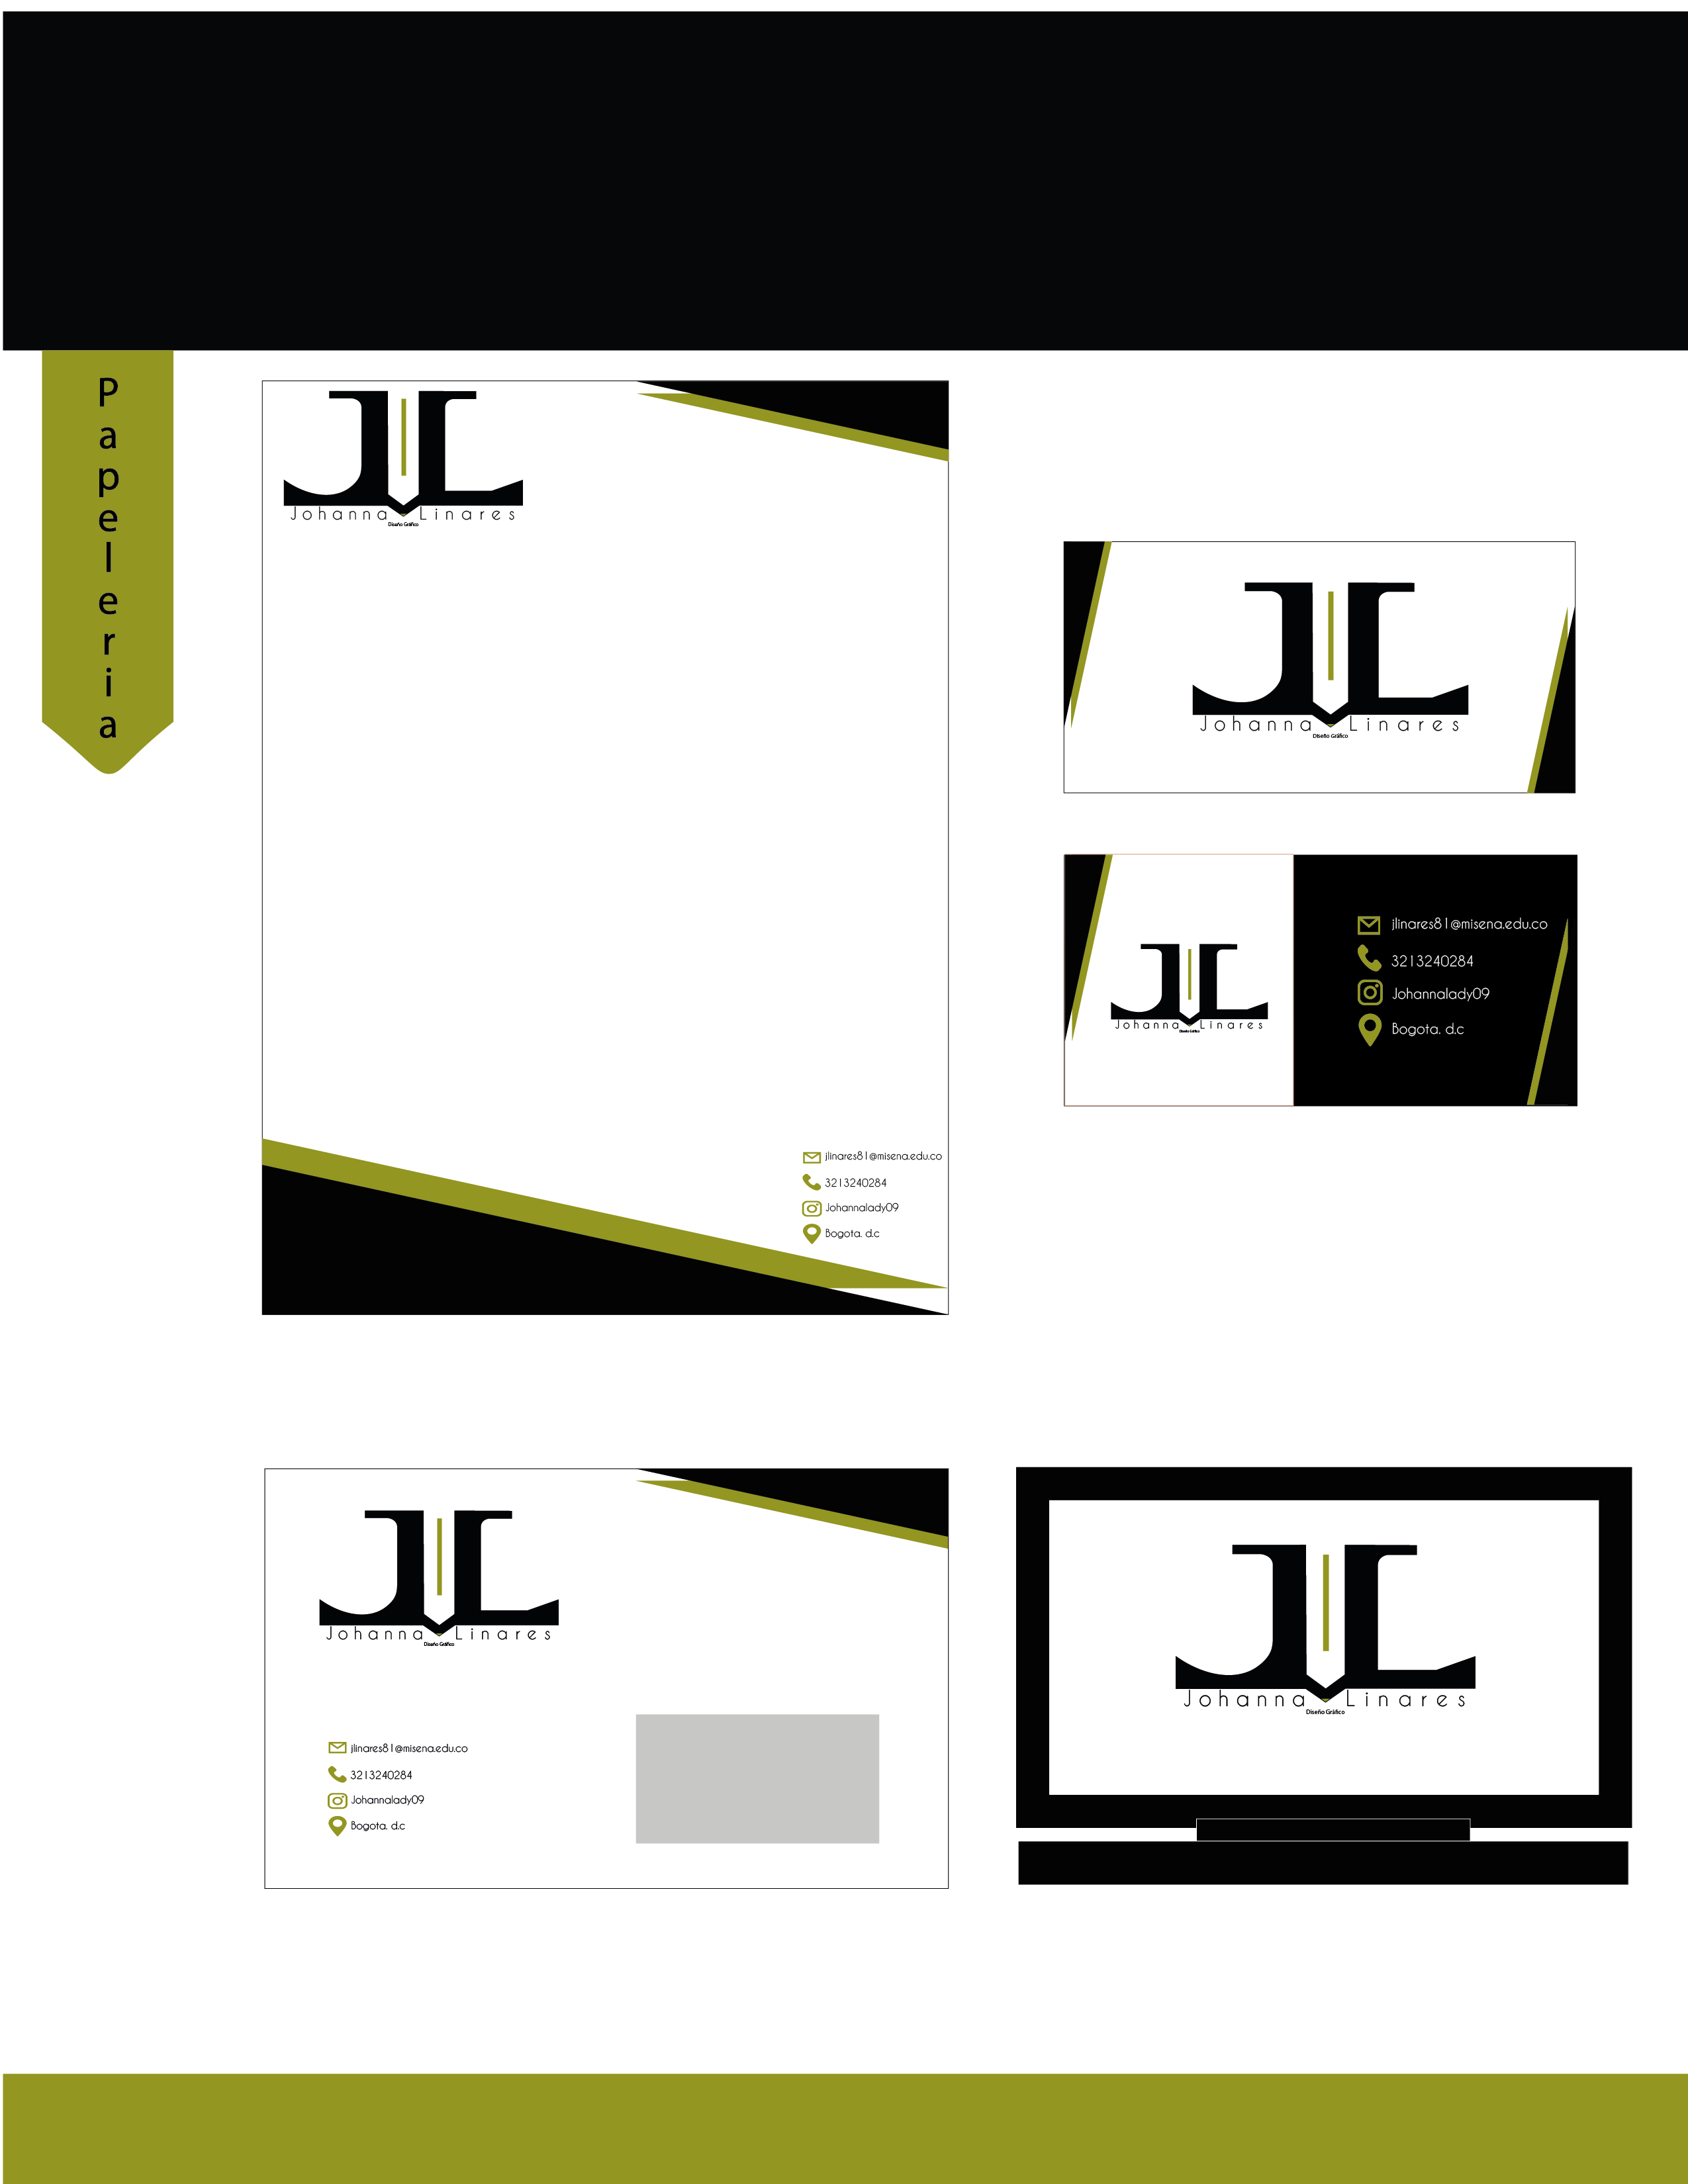 Papeleria
JL
Johanna Linares
Diseño Gráfico
jlinares81@misena.edu.co
3213240284
Johannalady09
Bogota. d.c
JL
Johanna Linares
Diseño Gráfico
JL
Johanna Linares
Diseño Gráfico
jlinares81@misena.edu.co
3213240284
Johannalady09
Bogota. d.c
JL
Johanna Linares
Diseño Gráfico
jlinares81@misena.edu.co
3213240284
Johannalady09
Bogota. d.c
JL
Johanna Linares
Diseño Gráfico